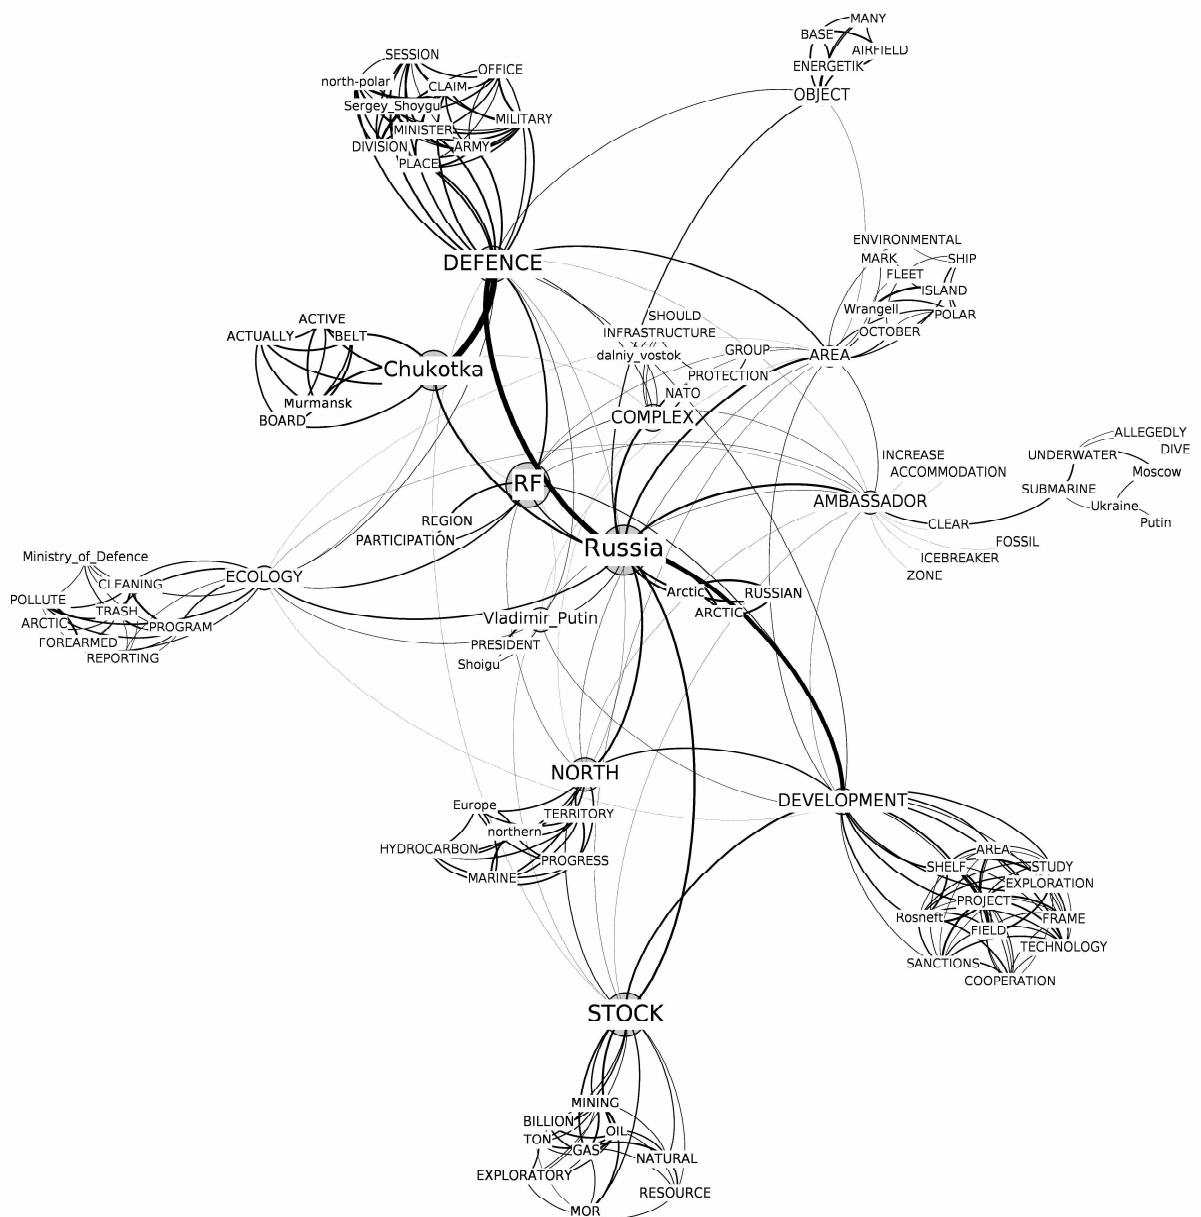 MANY
BASE
AIRFIELD
ENERGETIK
OBJECT
SESSION
OFFICE
north-polar
CLAIM
Sergey_Shoygu
MILITARY
MINISTER
DIVISION
ARMY
PLACE
DEFENCE
ENVIRONMENTAL
MARK
SHIP
FLEET
ISLAND
Wrangell
POLAR
OCTOBER
AREA
SHOULD
INFRASTRUCTURE
dalniy_vostok
GROUP
PROTECTION
NATO
COMPLEX
ACTIVE
ACTUALLY
BELT
Chukotka
Murmansk
BOARD
ALLEGEDLY
DIVE
UNDERWATER
Moscow
SUBMARINE
Ukraine
Putin
INCREASE
ACCOMMODATION
AMBASSADOR
CLEAR
FOSSIL
ICEBREAKER
ZONE
RF
REGION
PARTICIPATION
Russia
Arctic
RUSSIAN
ARCTIC
Ministry_of_Defence
CLEANING
ECOLOGY
POLLUTE
TRASH
ARCTIC
PROGRAM
FOREARMED
REPORTING
Vladimir_Putin
PRESIDENT
Shoigu
NORTH
Europe
TERRITORY
northern
HYDROCARBON
PROGRESS
MARINE
DEVELOPMENT
AREA
SHELF
STUDY
EXPLORATION
PROJECT
Rosneft
FRAME
FIELD
TECHNOLOGY
SANCTIONS
COOPERATION
STOCK
MINING
BILLION
OIL
TON
GAS
NATURAL
EXPLORATORY
RESOURCE
MOR